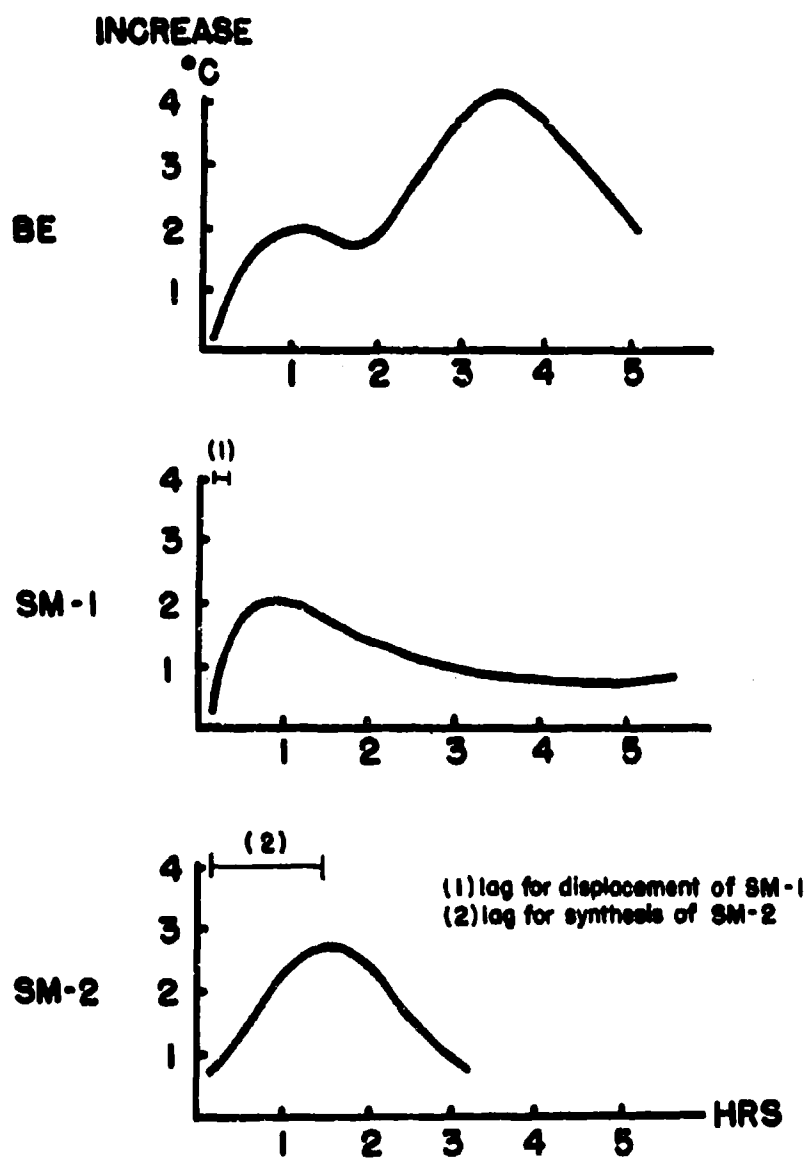 INCREASE
°C
4
3
BE 2
1
1 2 3 4 5
(1)
4
3
SM-1 2
1
1 2 3 4 5
(2)
4
(1) lag for displacement of SM-1
(2) lag for synthesis of SM-2
3
SM-2 2
1
1 2 3 4 5 HRS